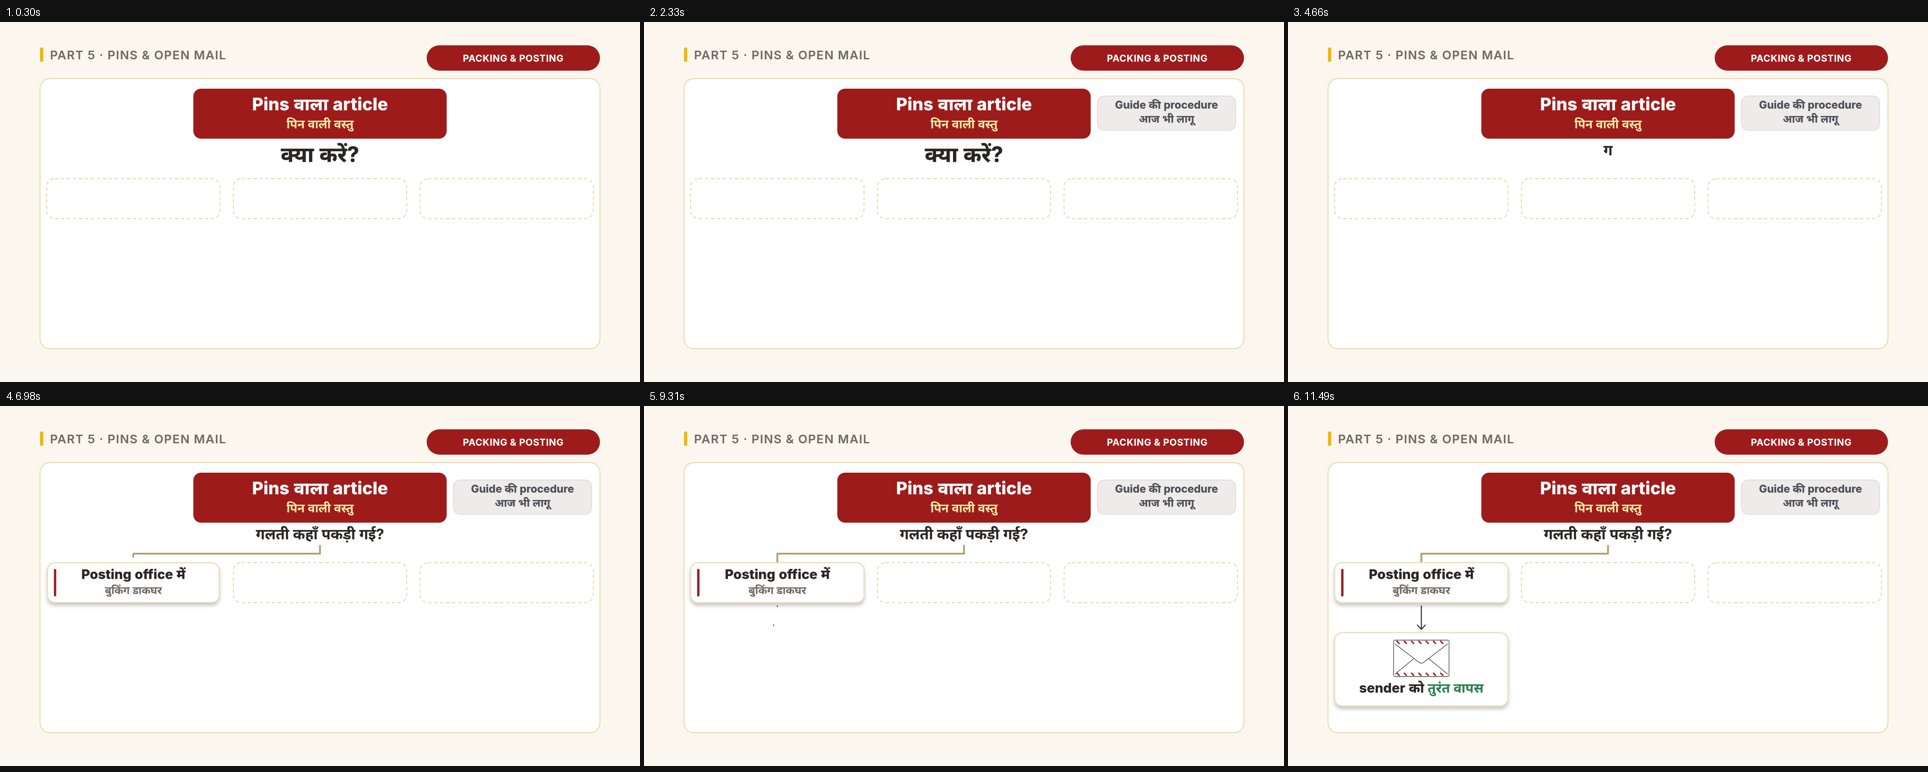 1. 0.30s
PART 5 · PINS & OPEN MAIL
PACKING & POSTING
Pins वाला article
पिन वाली वस्तु
क्या करें?
2. 2.33s
PART 5 · PINS & OPEN MAIL
PACKING & POSTING
Pins वाला article
पिन वाली वस्तु
Guide की procedure
आज भी लागू
क्या करें?
3. 4.66s
PART 5 · PINS & OPEN MAIL
PACKING & POSTING
Pins वाला article
पिन वाली वस्तु
Guide की procedure
आज भी लागू
ग
4. 6.98s
PART 5 · PINS & OPEN MAIL
PACKING & POSTING
Pins वाला article
पिन वाली वस्तु
Guide की procedure
आज भी लागू
गलती कहाँ पकड़ी गई?
Posting office में
बुकिंग डाकघर
5. 9.31s
PART 5 · PINS & OPEN MAIL
PACKING & POSTING
Pins वाला article
पिन वाली वस्तु
Guide की procedure
आज भी लागू
गलती कहाँ पकड़ी गई?
Posting office में
बुकिंग डाकघर
6. 11.49s
PART 5 · PINS & OPEN MAIL
PACKING & POSTING
Pins वाला article
पिन वाली वस्तु
Guide की procedure
आज भी लागू
गलती कहाँ पकड़ी गई?
Posting office में
बुकिंग डाकघर
sender को तुरंत वापस